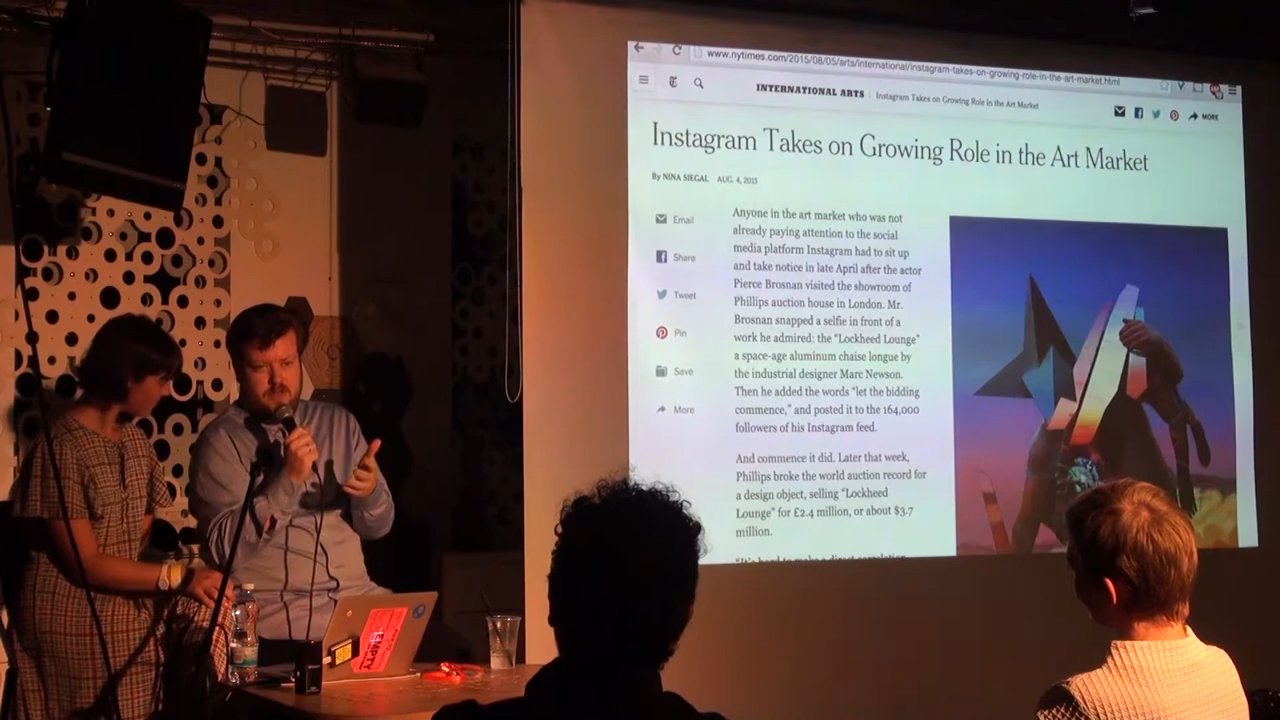 www.nytimes.com/2015/08/05/arts/international/instagram-takes-on-growing-role-in-the-art-market.html
INTERNATIONAL ARTS | Instagram Takes on Growing Role in the Art Market
MORE
Instagram Takes on Growing Role in the Art Market
By NINA SIEGAL AUG. 4, 2015
Email
Share
Tweet
Pin
Save
More
Anyone in the art market who was not
already paying attention to the social
media platform Instagram had to sit up
and take notice in late April after the actor
Pierce Brosnan visited the showroom of
Phillips auction house in London. Mr.
Brosnan snapped a selfie in front of a
work he admired: the “Lockheed Lounge”
a space-age aluminum chaise longue by
the industrial designer Marc Newson.
Then he added the words “let the bidding
commence,” and posted it to the 164,000
followers of his Instagram feed.
And commence it did. Later that week,
Phillips broke the world auction record for
a design object, selling “Lockheed
Lounge” for £2.4 million, or about $3.7
million.
“It’s hard to make a direct correlation
EMPTY